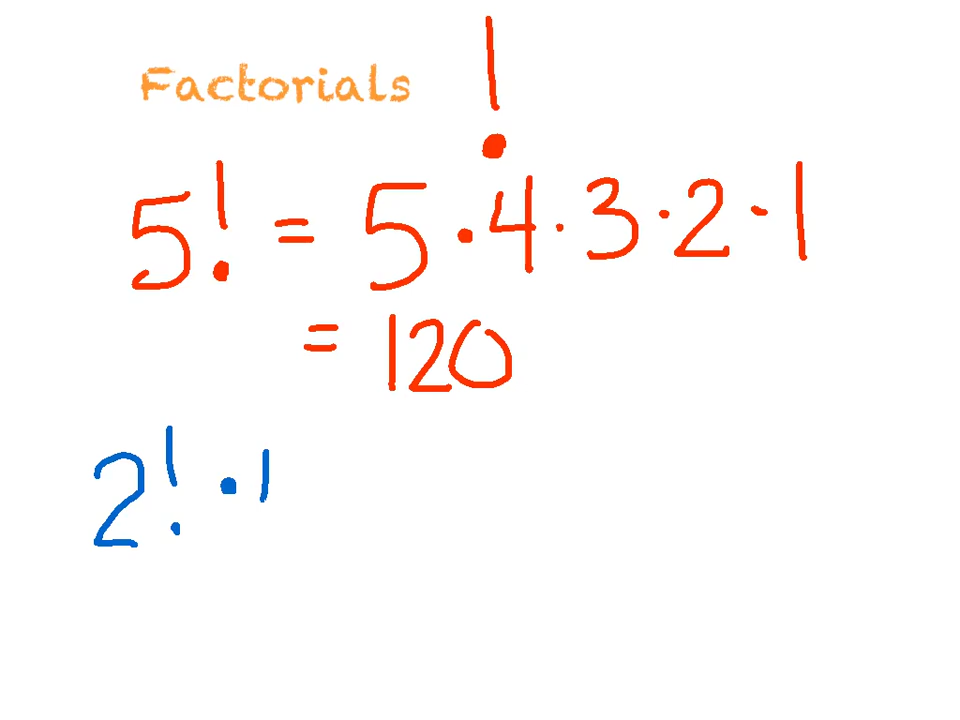 Factorials
!
5! = 5 · 4 · 3 · 2 · 1
= 120
2! · 1